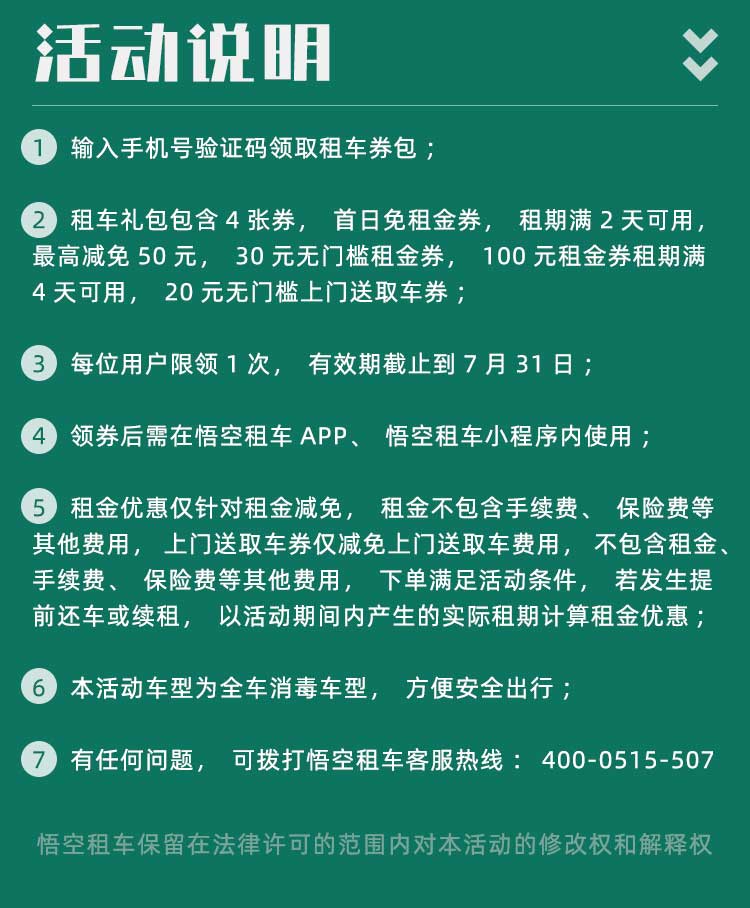 活动说明
1 输入手机号验证码领取租车券包；
2 租车礼包包含 4 张券， 首日免租金券， 租期满 2 天可用，
最高减免 50 元， 30 元无门槛租金券， 100 元租金券租期满
4 天可用， 20 元无门槛上门送取车券；
3 每位用户限领 1 次， 有效期截止到 7 月 31 日；
4 领券后需在悟空租车 APP、 悟空租车小程序内使用；
5 租金优惠仅针对租金减免， 租金不包含手续费、 保险费等
其他费用， 上门送取车券仅减免上门送取车费用， 不包含租金、
手续费、 保险费等其他费用， 下单满足活动条件， 若发生提
前还车或续租， 以活动期间内产生的实际租期计算租金优惠；
6 本活动车型为全车消毒车型， 方便安全出行；
7 有任何问题， 可拨打悟空租车客服热线： 400-0515-507
悟空租车保留在法律许可的范围内对本活动的修改权和解释权